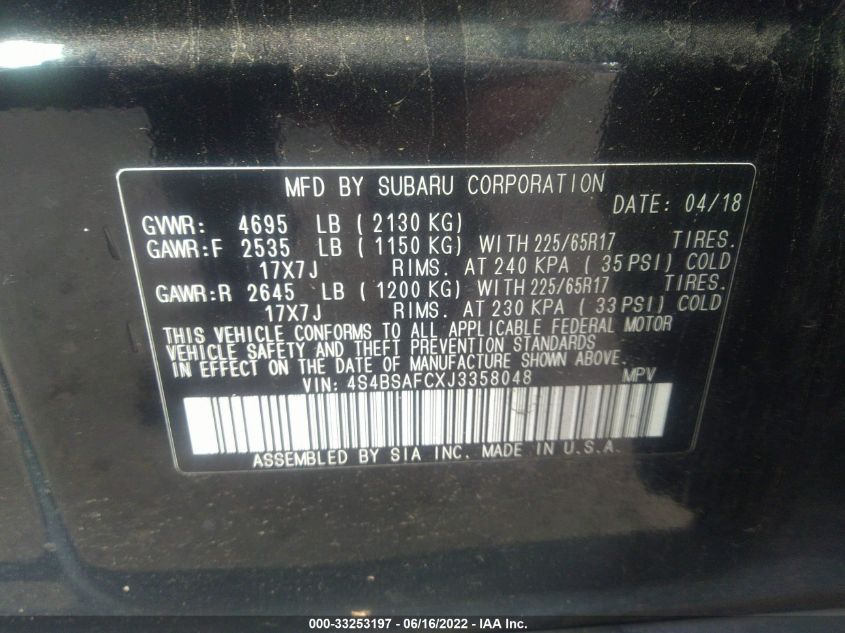 MFD BY SUBARU CORPORATION
DATE: 04/18
GVWR: 4695 LB ( 2130 KG)
GAWR:F 2535 LB ( 1150 KG) WITH 225/65R17 TIRES.
17X7J RIMS. AT 240 KPA ( 35 PSI) COLD
GAWR:R 2645 LB ( 1200 KG) WITH 225/65R17 TIRES.
17X7J RIMS. AT 230 KPA ( 33 PSI) COLD
THIS VEHICLE CONFORMS TO ALL APPLICABLE FEDERAL MOTOR
VEHICLE SAFETY AND THEFT PREVENTION STANDARDS
IN EFFECT ON THE DATE OF MANUFACTURE SHOWN ABOVE.
VIN: 4S4BSAFCXJ3358048 MPV
ASSEMBLED BY SIA INC. MADE IN U.S.A.
000-33253197 - 06/16/2022 - IAA Inc.